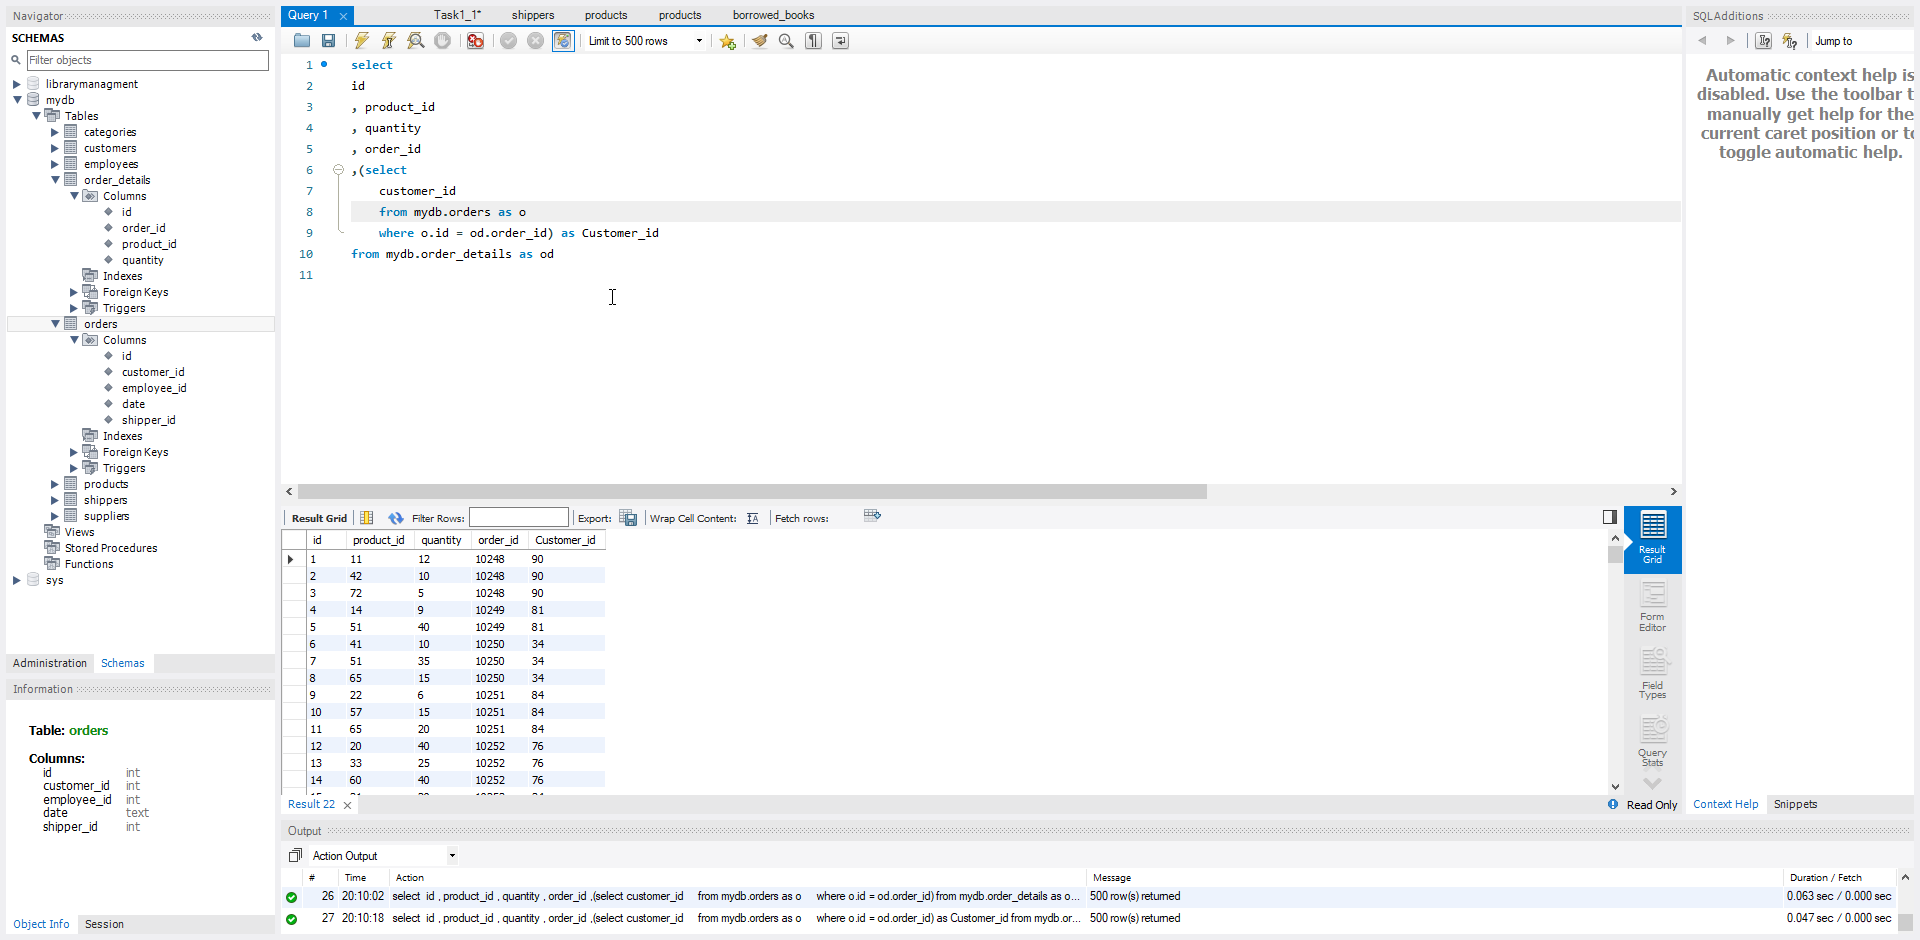 Navigator
SCHEMAS
Filter objects
librarymanagment
mydb
Tables
categories
customers
employees
order_details
Columns
id
order_id
product_id
quantity
Indexes
Foreign Keys
Triggers
orders
Columns
id
customer_id
employee_id
date
shipper_id
Indexes
Foreign Keys
Triggers
products
shippers
suppliers
Views
Stored Procedures
Functions
sys
Administration Schemas
Information
Table: orders
Columns:
id int
customer_id int
employee_id int
date text
shipper_id int
Object Info Session
Query 1 Task1_1* shippers products products borrowed_books
Limit to 500 rows
1 select
2 id
3 , product_id
4 , quantity
5 , order_id
6 ,(select
7 customer_id
8 from mydb.orders as o
9 where o.id = od.order_id) as Customer_id
10 from mydb.order_details as od
11
Result Grid Filter Rows: Export: Wrap Cell Content: Fetch rows:
id product_id quantity order_id Customer_id
1 11 12 10248 90
2 42 10 10248 90
3 72 5 10248 90
4 14 9 10249 81
5 51 40 10249 81
6 41 10 10250 34
7 51 35 10250 34
8 65 15 10250 34
9 22 6 10251 84
10 57 15 10251 84
11 65 20 10251 84
12 20 40 10252 76
13 33 25 10252 76
14 60 40 10252 76
Result
Grid
Form
Editor
Field
Types
Query
Stats
Result 22 Read Only
Output
Action Output
# Time Action Message Duration / Fetch
26 20:10:02 select id , product_id , quantity , order_id ,(select customer_id from mydb.orders as o where o.id = od.order_id) from mydb.order_details as o... 500 row(s) returned 0.063 sec / 0.000 sec
27 20:10:18 select id , product_id , quantity , order_id ,(select customer_id from mydb.orders as o where o.id = od.order_id) as Customer_id from mydb.or... 500 row(s) returned 0.047 sec / 0.000 sec
SQLAdditions
Jump to
Automatic context help is
disabled. Use the toolbar t
manually get help for the
current caret position or to
toggle automatic help.
Context Help Snippets